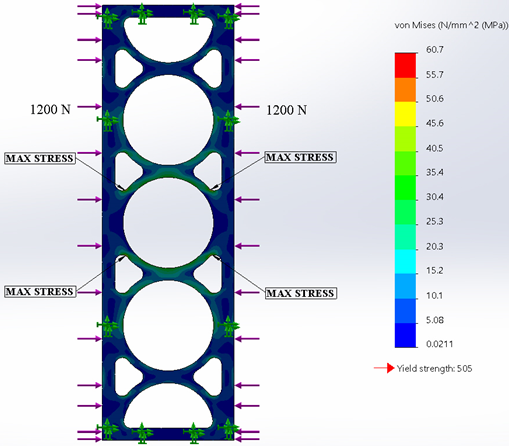 von Mises (N/mm^2 (MPa))
60.7
55.7
50.6
45.6
40.5
35.4
30.4
25.3
20.3
15.2
10.1
5.08
0.0211
Yield strength: 505
1200 N
1200 N
MAX STRESS
MAX STRESS
MAX STRESS
MAX STRESS